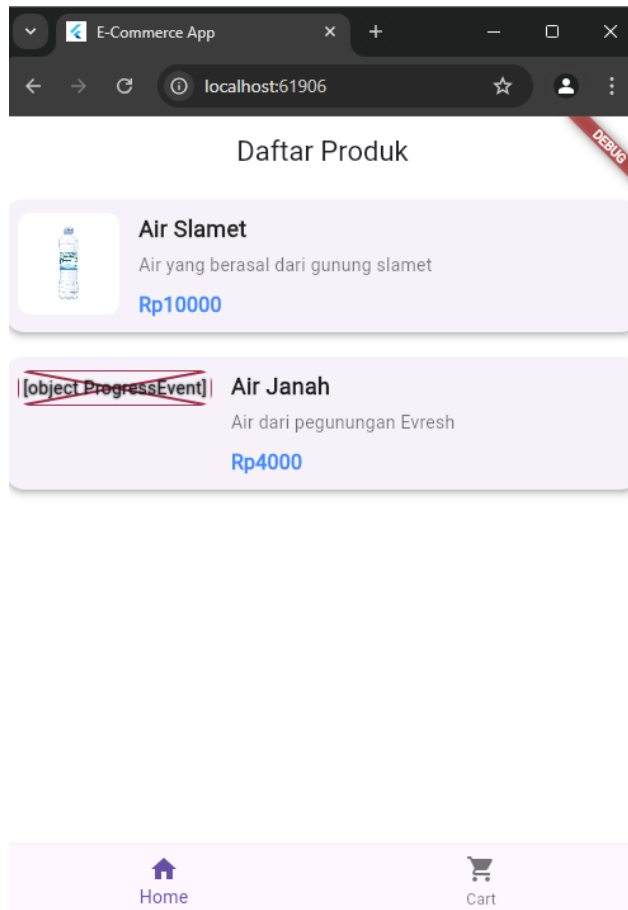 E-Commerce App
localhost:61906
DEBUG
Daftar Produk
Air Slamet
Air yang berasal dari gunung slamet
Rp10000
[object ProgressEvent]
Air Janah
Air dari pegunungan Evresh
Rp4000
Home
Cart